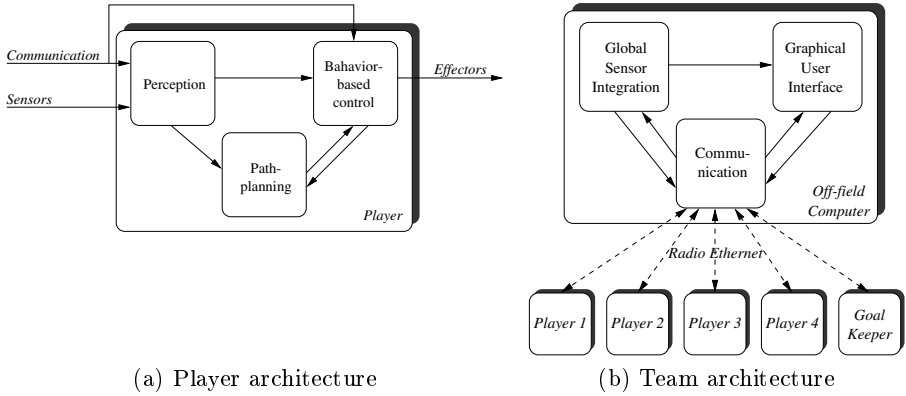 Communication
Sensors
Perception
Bahavior-
based
control
Effectors
Path-
planning
Player
(a) Player architecture
Global
Sensor
Integration
Graphical
User
Interface
Commu-
nication
Off-field
Computer
Radio Ethernet
Player 1
Player 2
Player 3
Player 4
Goal
Keeper
(b) Team architecture